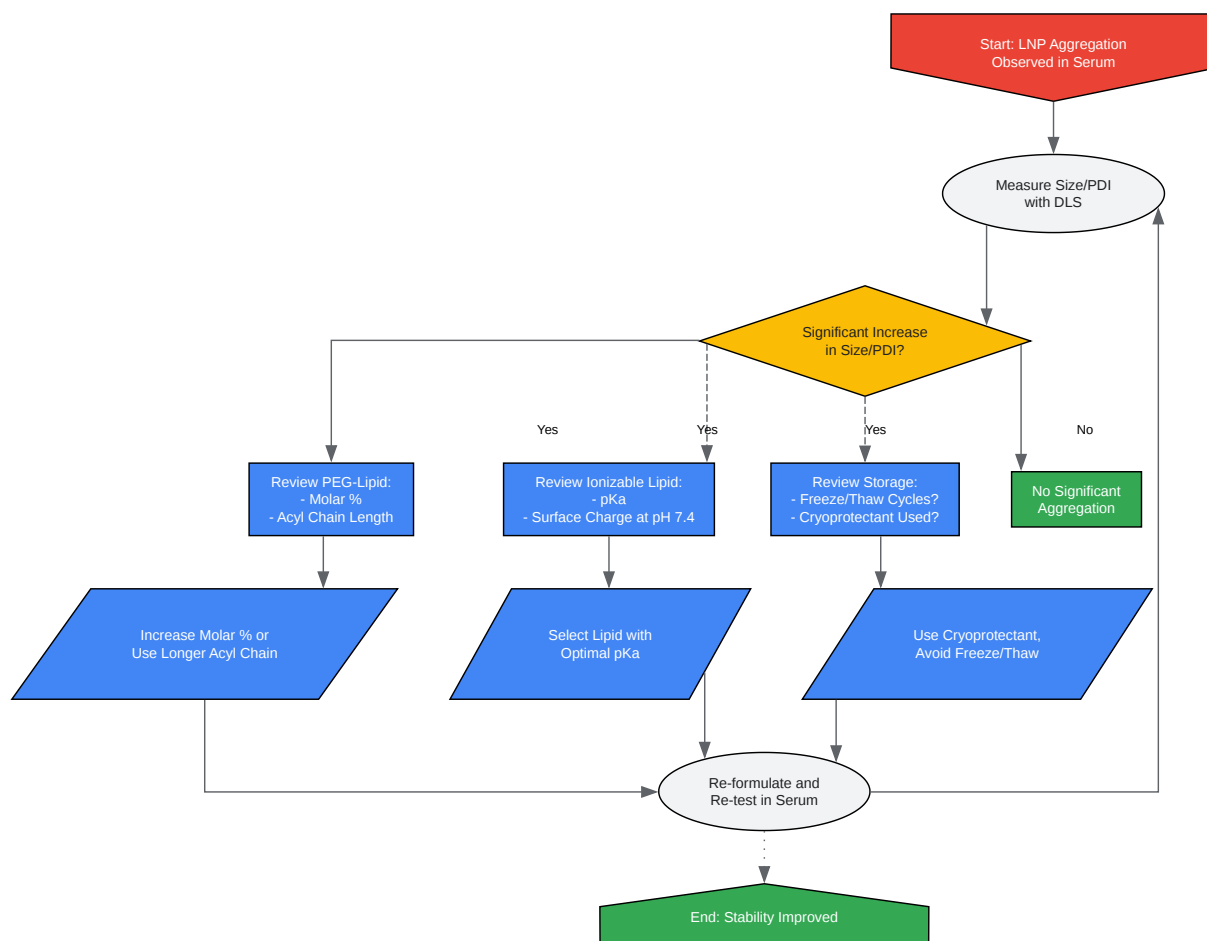 Start: LNP Aggregation
Observed in Serum
Measure Size/PDI
with DLS
Significant Increase
in Size/PDI?
Yes
Yes
Yes
No
Review PEG-Lipid:
- Molar %
- Acyl Chain Length
Review Ionizable Lipid:
- pKa
- Surface Charge at pH 7.4
Review Storage:
- Freeze/Thaw Cycles?
- Cryoprotectant Used?
No Significant
Aggregation
Increase Molar % or
Use Longer Acyl Chain
Select Lipid with
Optimal pKa
Use Cryoprotectant,
Avoid Freeze/Thaw
Re-formulate and
Re-test in Serum
End: Stability Improved